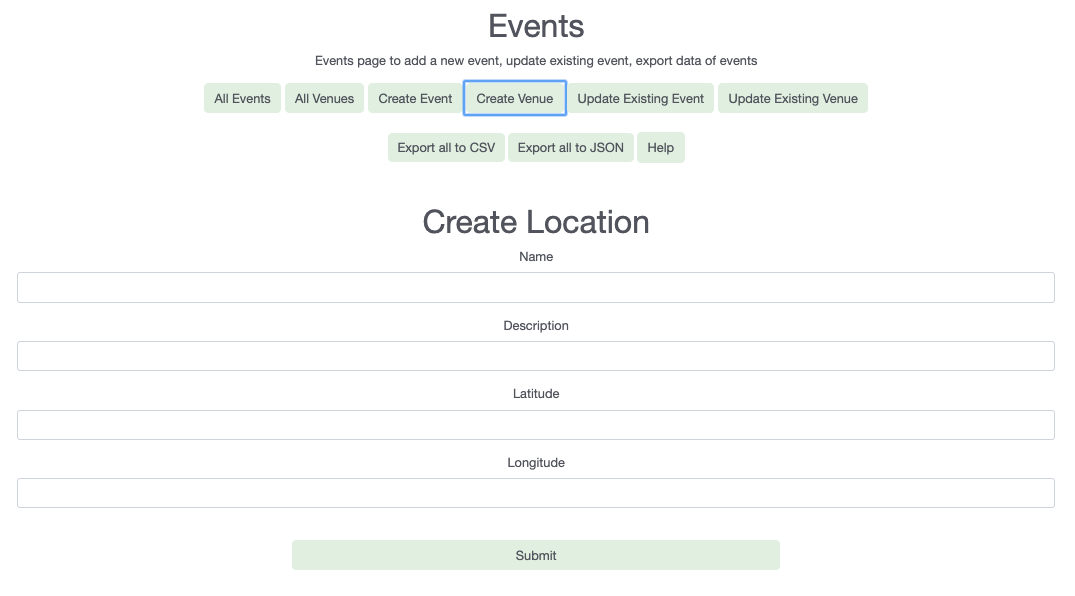 Events
Events page to add a new event, update existing event, export data of events
All Events All Venues Create Event Create Venue Update Existing Event Update Existing Venue
Export all to CSV Export all to JSON Help
Create Location
Name
Description
Latitude
Longitude
Submit